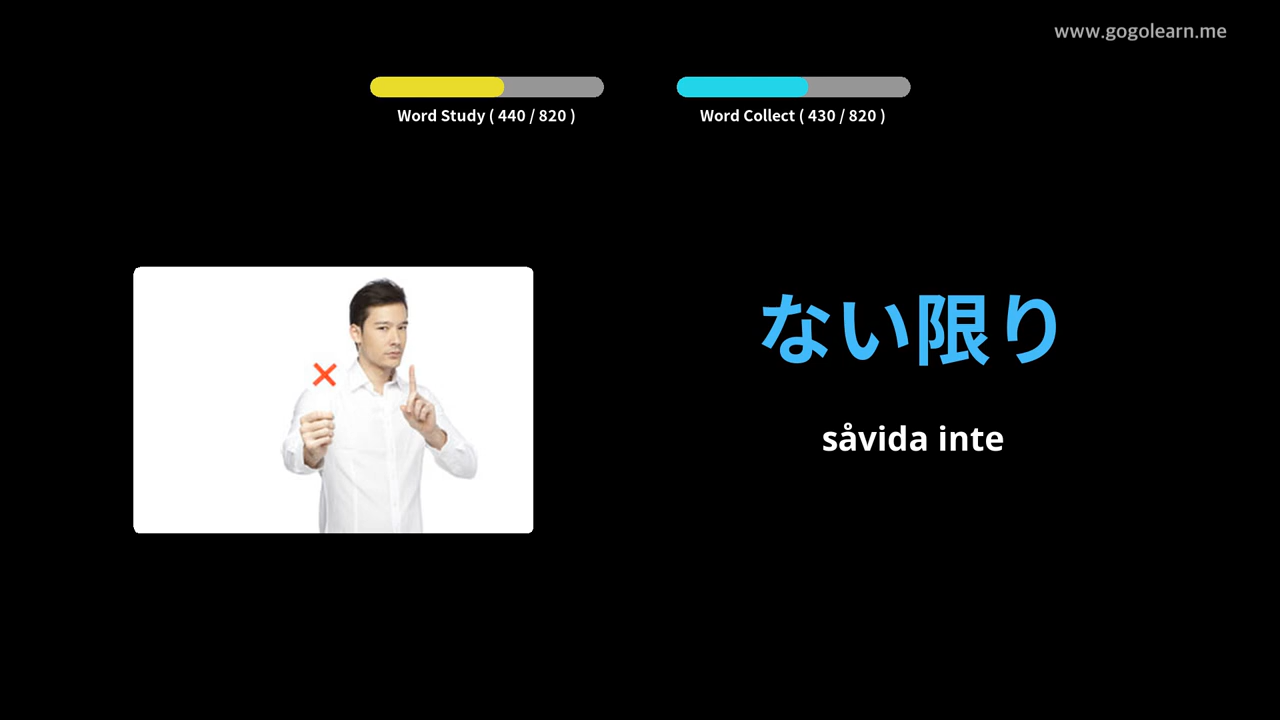 www.gogolearn.me
Word Study ( 440 / 820 )
Word Collect ( 430 / 820 )
ない限り
såvida inte